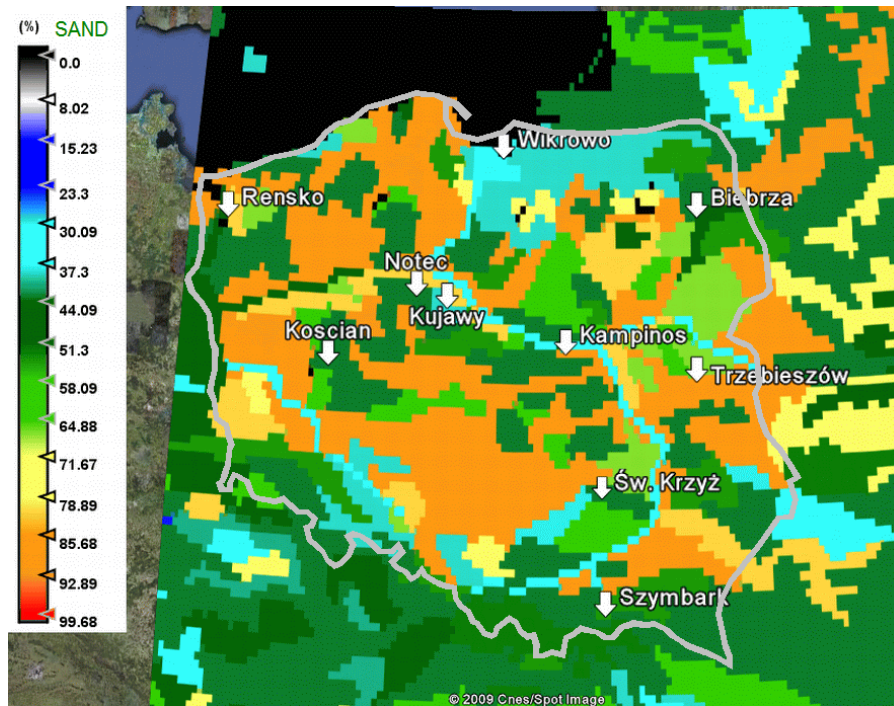 (%) SAND
0.0
8.02
15.23
23.3
30.09
37.3
44.09
51.3
58.09
64.88
71.67
78.89
85.68
92.89
99.68
Wikrowo
Rensko
Biebrza
Notec
Kujawy
Koscian
Kampinos
Trzebieszów
Św. Krzyż
Szymbark
© 2009 Cnes/Spot Image